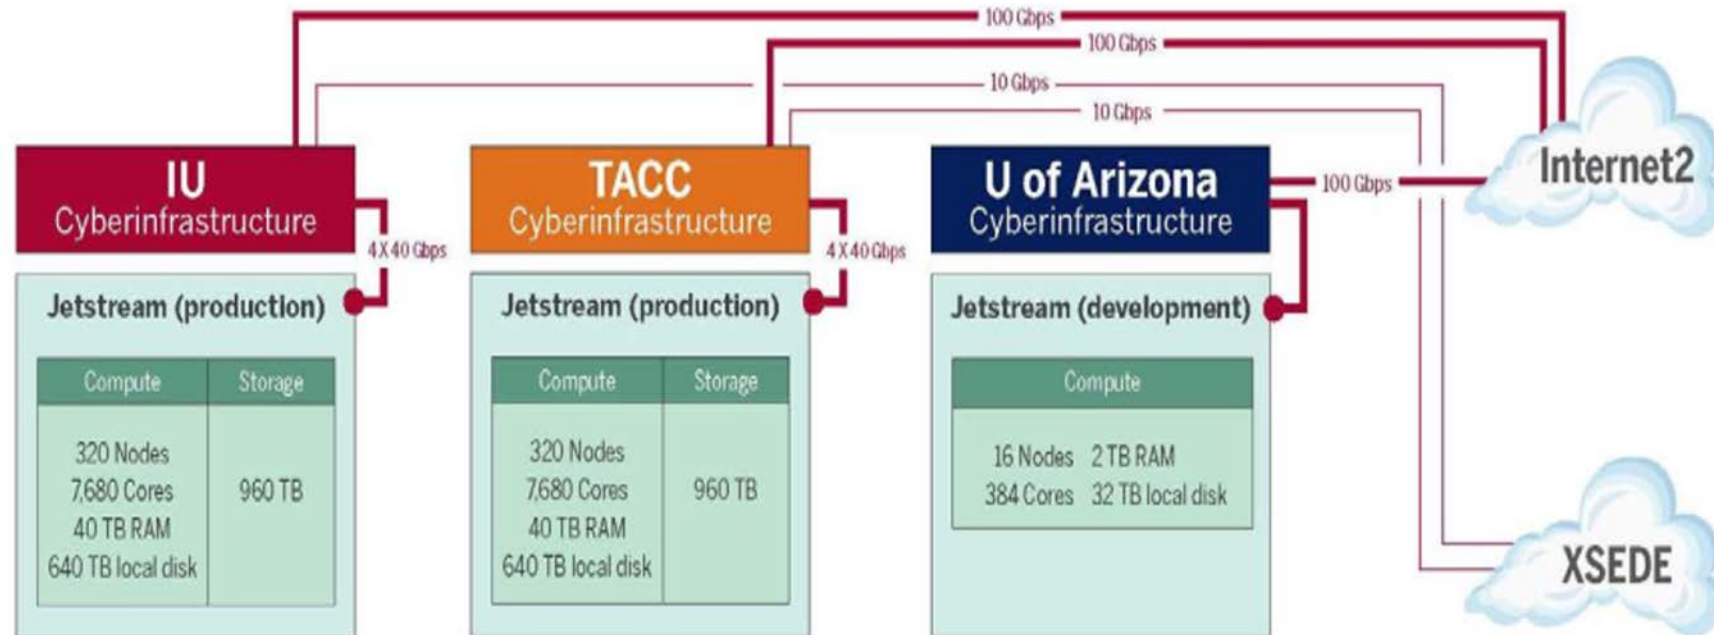 100 Gbps
100 Gbps
10 Gbps
10 Gbps
IU
Cyberinfrastructure
4 X 40 Gbps
Jetstream (production)
Compute Storage
320 Nodes
7,680 Cores
40 TB RAM
640 TB local disk
960 TB
TACC
Cyberinfrastructure
4 X 40 Gbps
Jetstream (production)
Compute Storage
320 Nodes
7,680 Cores
40 TB RAM
640 TB local disk
960 TB
U of Arizona
Cyberinfrastructure
100 Gbps
Jetstream (development)
Compute
16 Nodes 2 TB RAM
384 Cores 32 TB local disk
Internet2
XSEDE